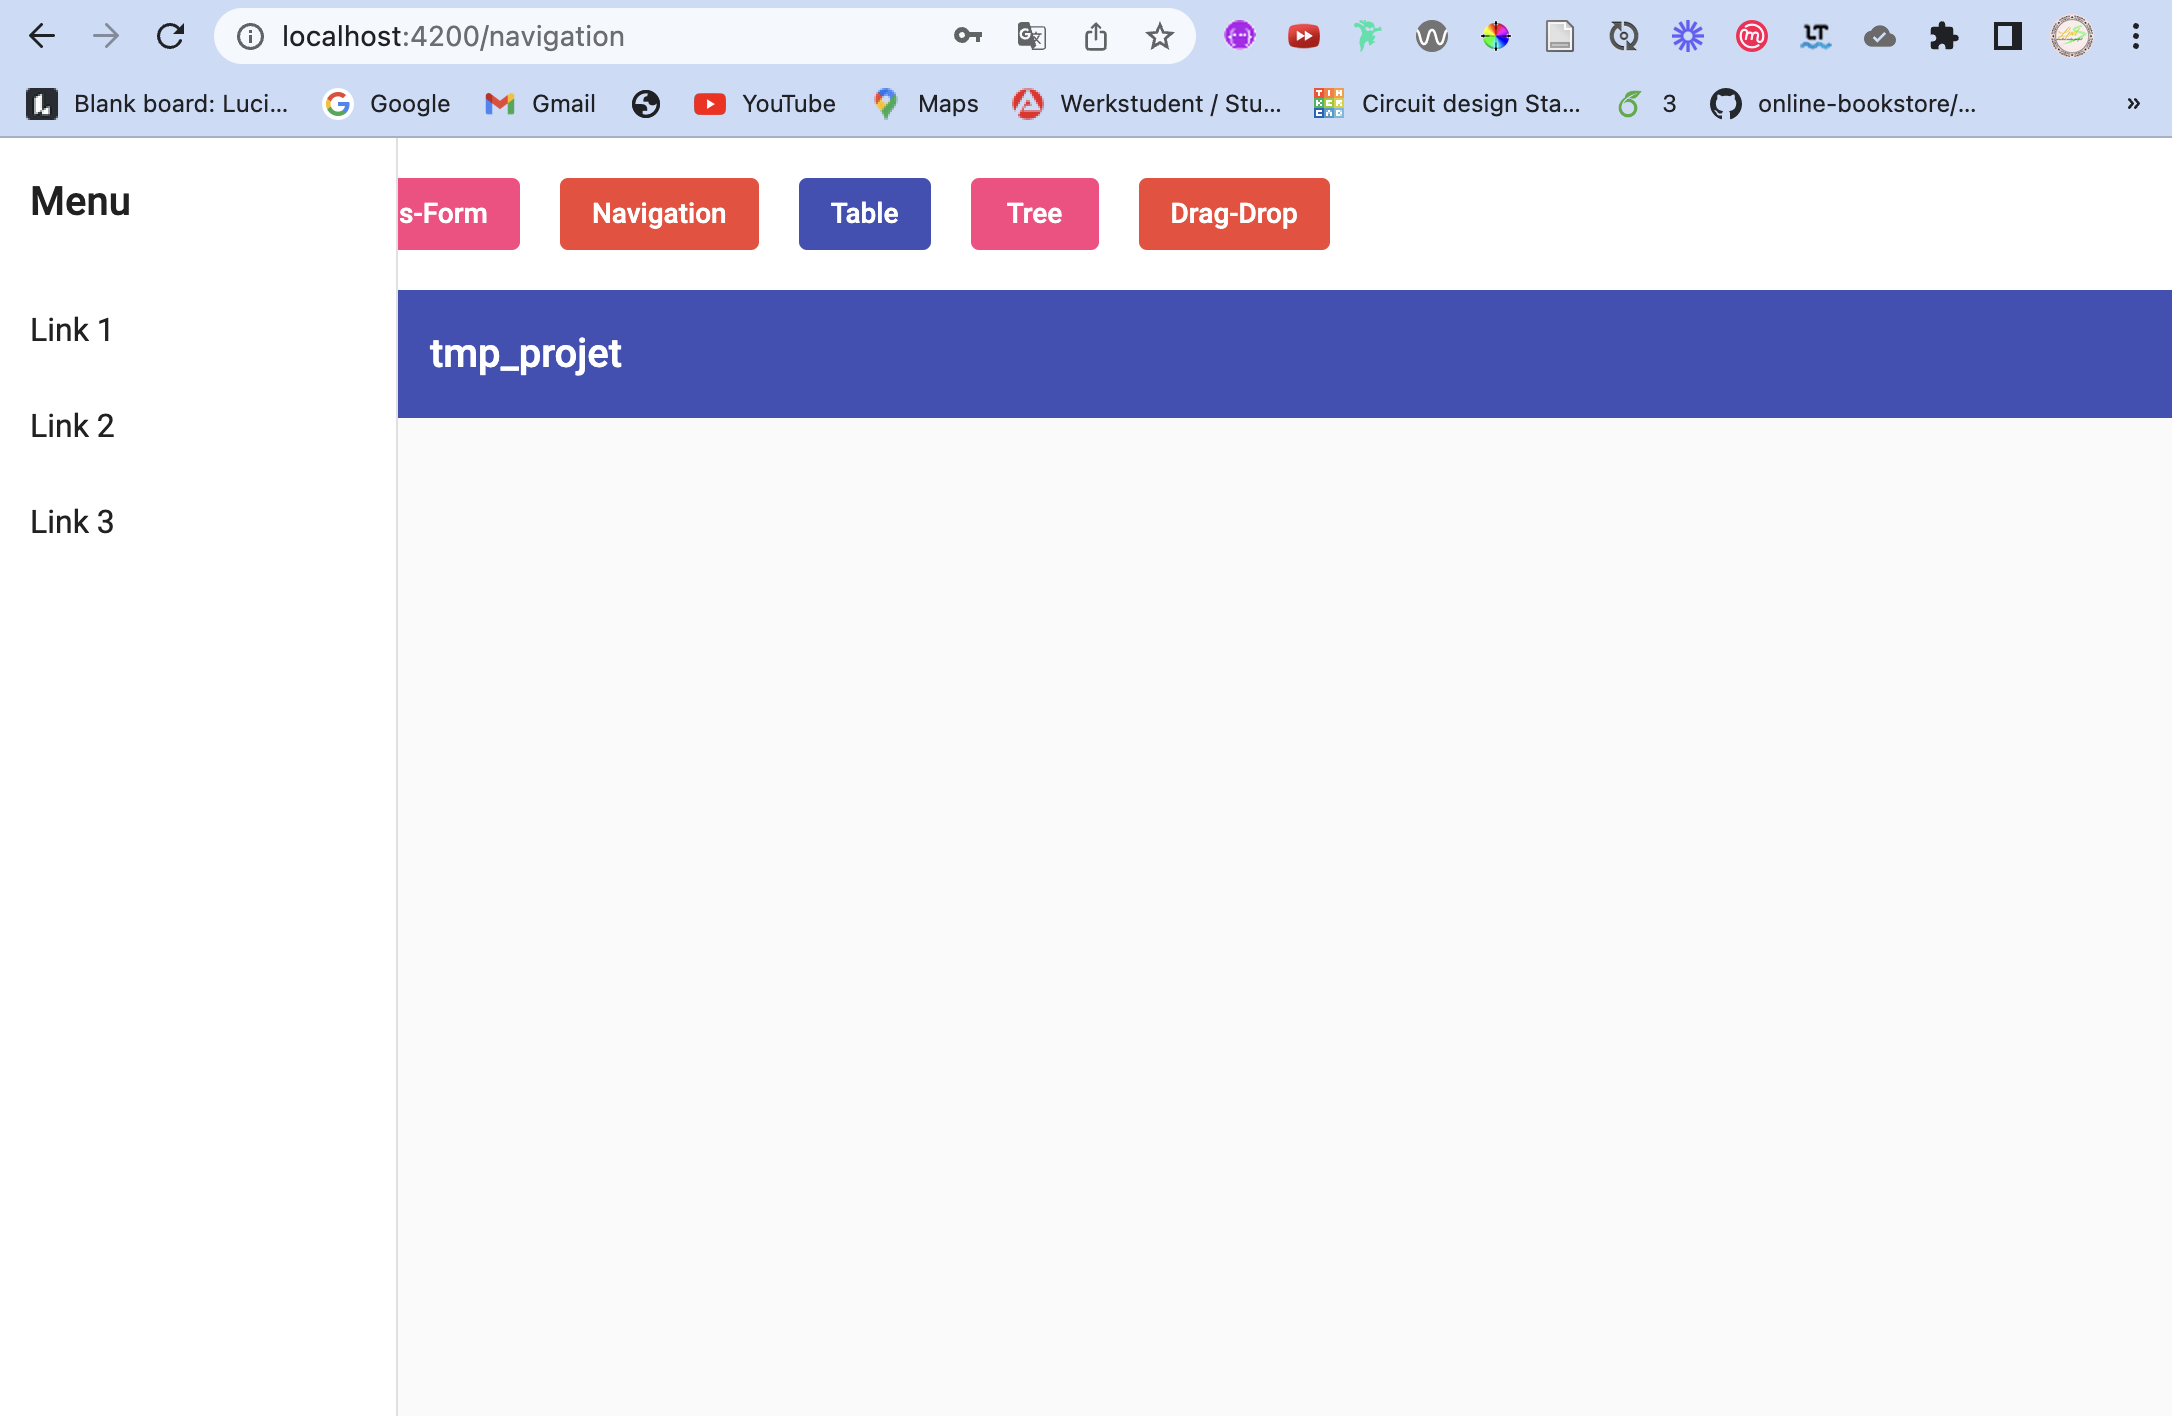 localhost:4200/navigation
Blank board: Luci... Google Gmail YouTube Maps Werkstudent / Stu... Circuit design Sta... 3 online-bookstore/... »
Menu
s-Form Navigation Table Tree Drag-Drop
tmp_projet
Link 1
Link 2
Link 3